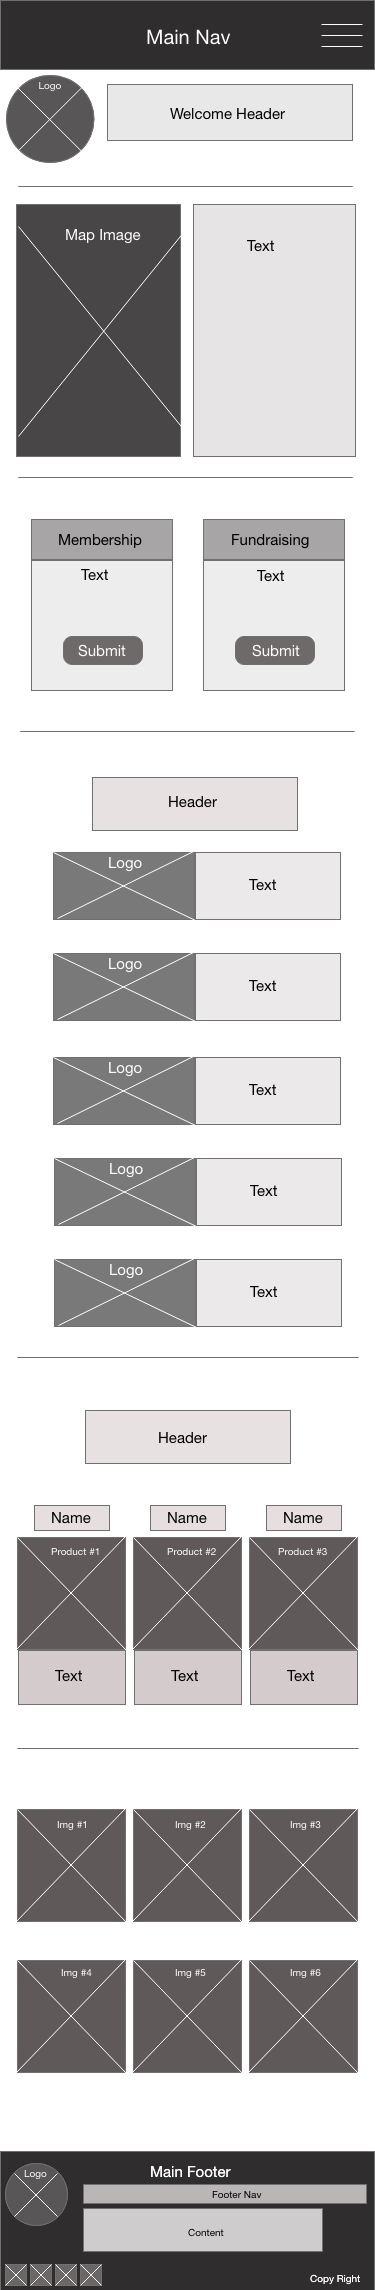 Main Nav
Logo
Welcome Header
Map Image
Text
Membership
Fundraising
Text
Text
Submit
Submit
Header
Logo
Text
Logo
Text
Logo
Text
Logo
Text
Logo
Text
Header
Name
Name
Name
Product #1
Product #2
Product #3
Text
Text
Text
Img #1
Img #2
Img #3
Img #4
Img #5
Img #6
Main Footer
Logo
Footer Nav
Content
Copy Right